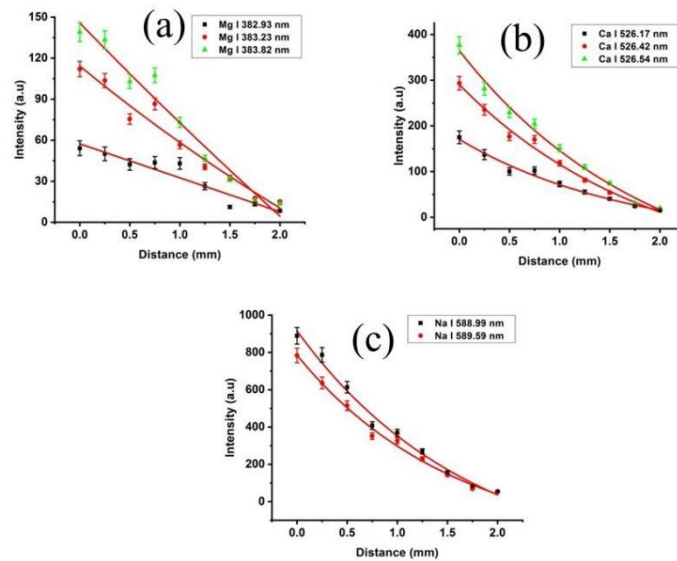 (a)
Mg I 382.93 nm
Mg I 383.23 nm
Mg I 383.82 nm
150
120
90
60
30
0
Intensity (a.u)
0.0 0.5 1.0 1.5 2.0
Distance (mm)
(b)
Ca I 526.17 nm
Ca I 526.42 nm
Ca I 526.54 nm
400
300
200
100
0
Intensity (a.u)
0.0 0.5 1.0 1.5 2.0
Distance (mm)
(c)
Na I 588.99 nm
Na I 589.59 nm
1000
800
600
400
200
0
Intensity (a.u)
0.0 0.5 1.0 1.5 2.0
Distance (mm)